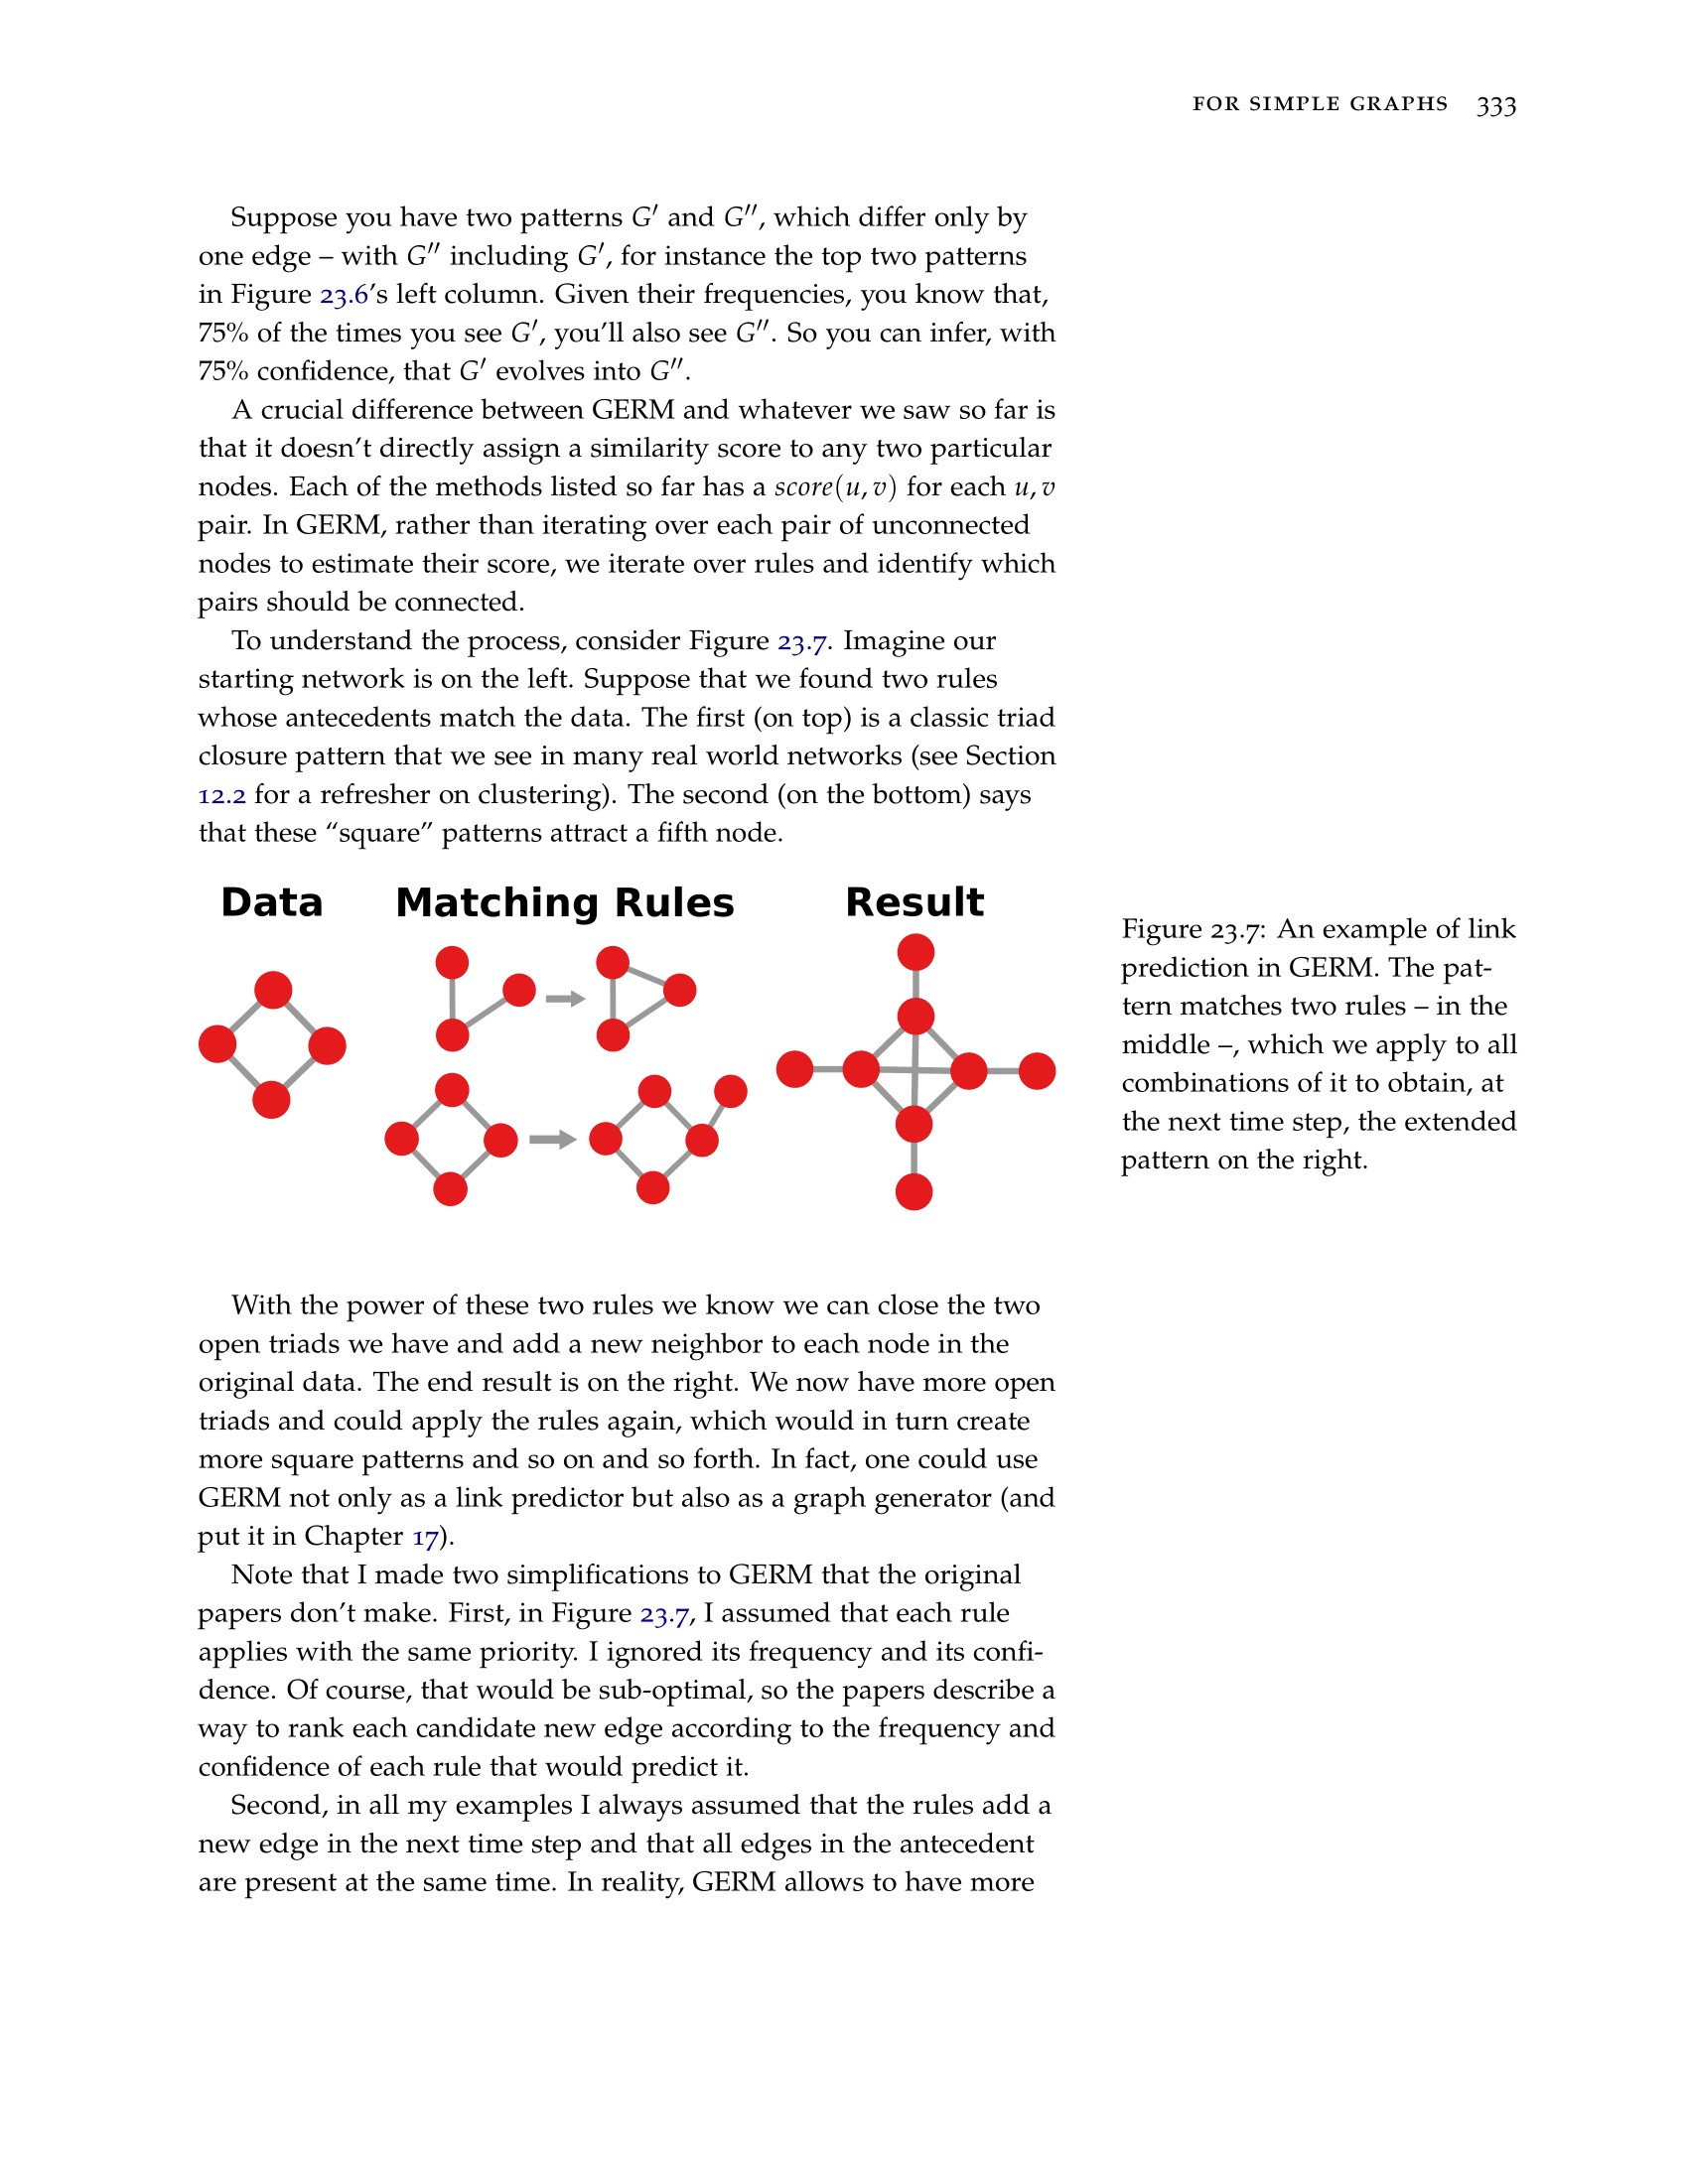 FOR SIMPLE GRAPHS 333
Suppose you have two patterns G′ and G′′, which differ only by
one edge – with G′′ including G′, for instance the top two patterns
in Figure 23.6’s left column. Given their frequencies, you know that,
75% of the times you see G′, you’ll also see G′′. So you can infer, with
75% confidence, that G′ evolves into G′′.
A crucial difference between GERM and whatever we saw so far is
that it doesn’t directly assign a similarity score to any two particular
nodes. Each of the methods listed so far has a score(u, v) for each u, v
pair. In GERM, rather than iterating over each pair of unconnected
nodes to estimate their score, we iterate over rules and identify which
pairs should be connected.
To understand the process, consider Figure 23.7. Imagine our
starting network is on the left. Suppose that we found two rules
whose antecedents match the data. The first (on top) is a classic triad
closure pattern that we see in many real world networks (see Section
12.2 for a refresher on clustering). The second (on the bottom) says
that these “square” patterns attract a fifth node.
Data Matching Rules Result
Figure 23.7: An example of link
prediction in GERM. The pat-
tern matches two rules – in the
middle –, which we apply to all
combinations of it to obtain, at
the next time step, the extended
pattern on the right.
With the power of these two rules we know we can close the two
open triads we have and add a new neighbor to each node in the
original data. The end result is on the right. We now have more open
triads and could apply the rules again, which would in turn create
more square patterns and so on and so forth. In fact, one could use
GERM not only as a link predictor but also as a graph generator (and
put it in Chapter 17).
Note that I made two simplifications to GERM that the original
papers don’t make. First, in Figure 23.7, I assumed that each rule
applies with the same priority. I ignored its frequency and its confi-
dence. Of course, that would be sub-optimal, so the papers describe a
way to rank each candidate new edge according to the frequency and
confidence of each rule that would predict it.
Second, in all my examples I always assumed that the rules add a
new edge in the next time step and that all edges in the antecedent
are present at the same time. In reality, GERM allows to have more